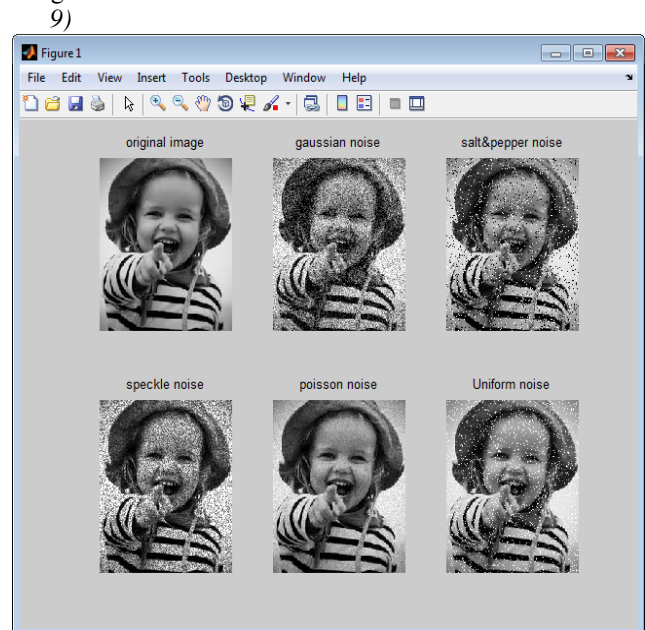 9)
Figure 1
File Edit View Insert Tools Desktop Window Help
original image gaussian noise salt&pepper noise
speckle noise poisson noise Uniform noise